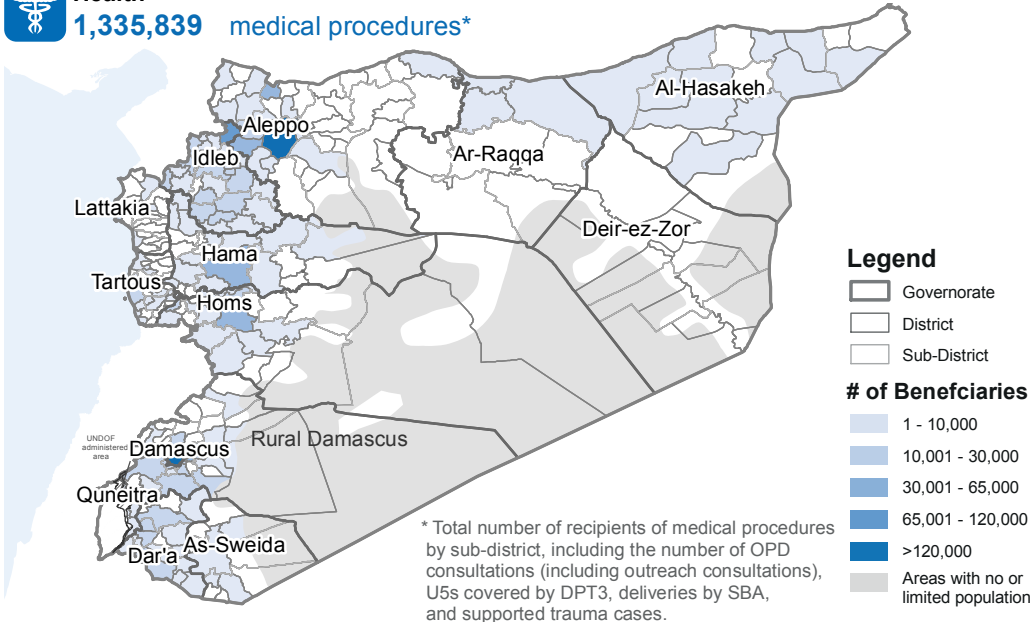 Health
1,335,839 medical procedures*
Al-Hasakeh
Aleppo
Ar-Raqqa
Idleb
Lattakia
Deir-ez-Zor
Hama
Tartous
Homs
UNDOF
administered
area
Damascus
Rural Damascus
Quneitra
Dar'a
As-Sweida
Legend
Governorate
District
Sub-District
# of Benefciaries
1 - 10,000
10,001 - 30,000
30,001 - 65,000
65,001 - 120,000
>120,000
Areas with no or
limited population
* Total number of recipients of medical procedures
by sub-district, including the number of OPD
consultations (including outreach consultations),
U5s covered by DPT3, deliveries by SBA,
and supported trauma cases.